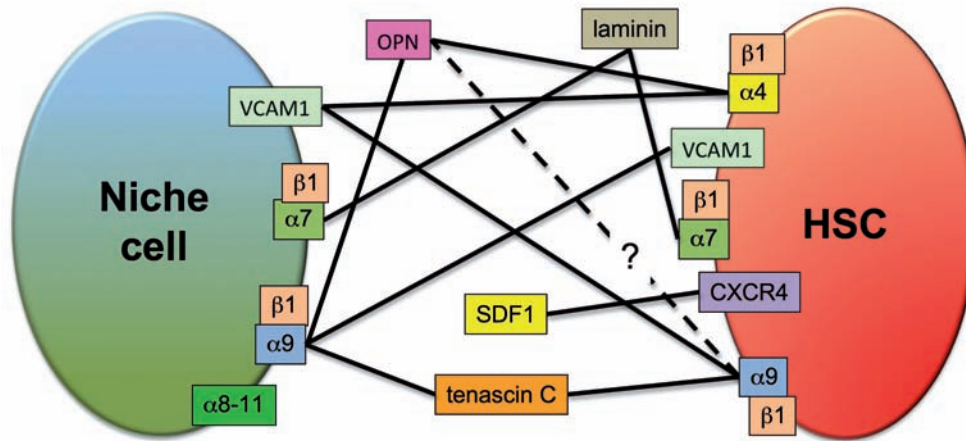 OPN
laminin
β1
α4
VCAM1
VCAM1
β1
α7
Niche
cell
β1
α7
HSC
?
CXCR4
SDF1
β1
α9
α9
β1
tenascin C
α8-11